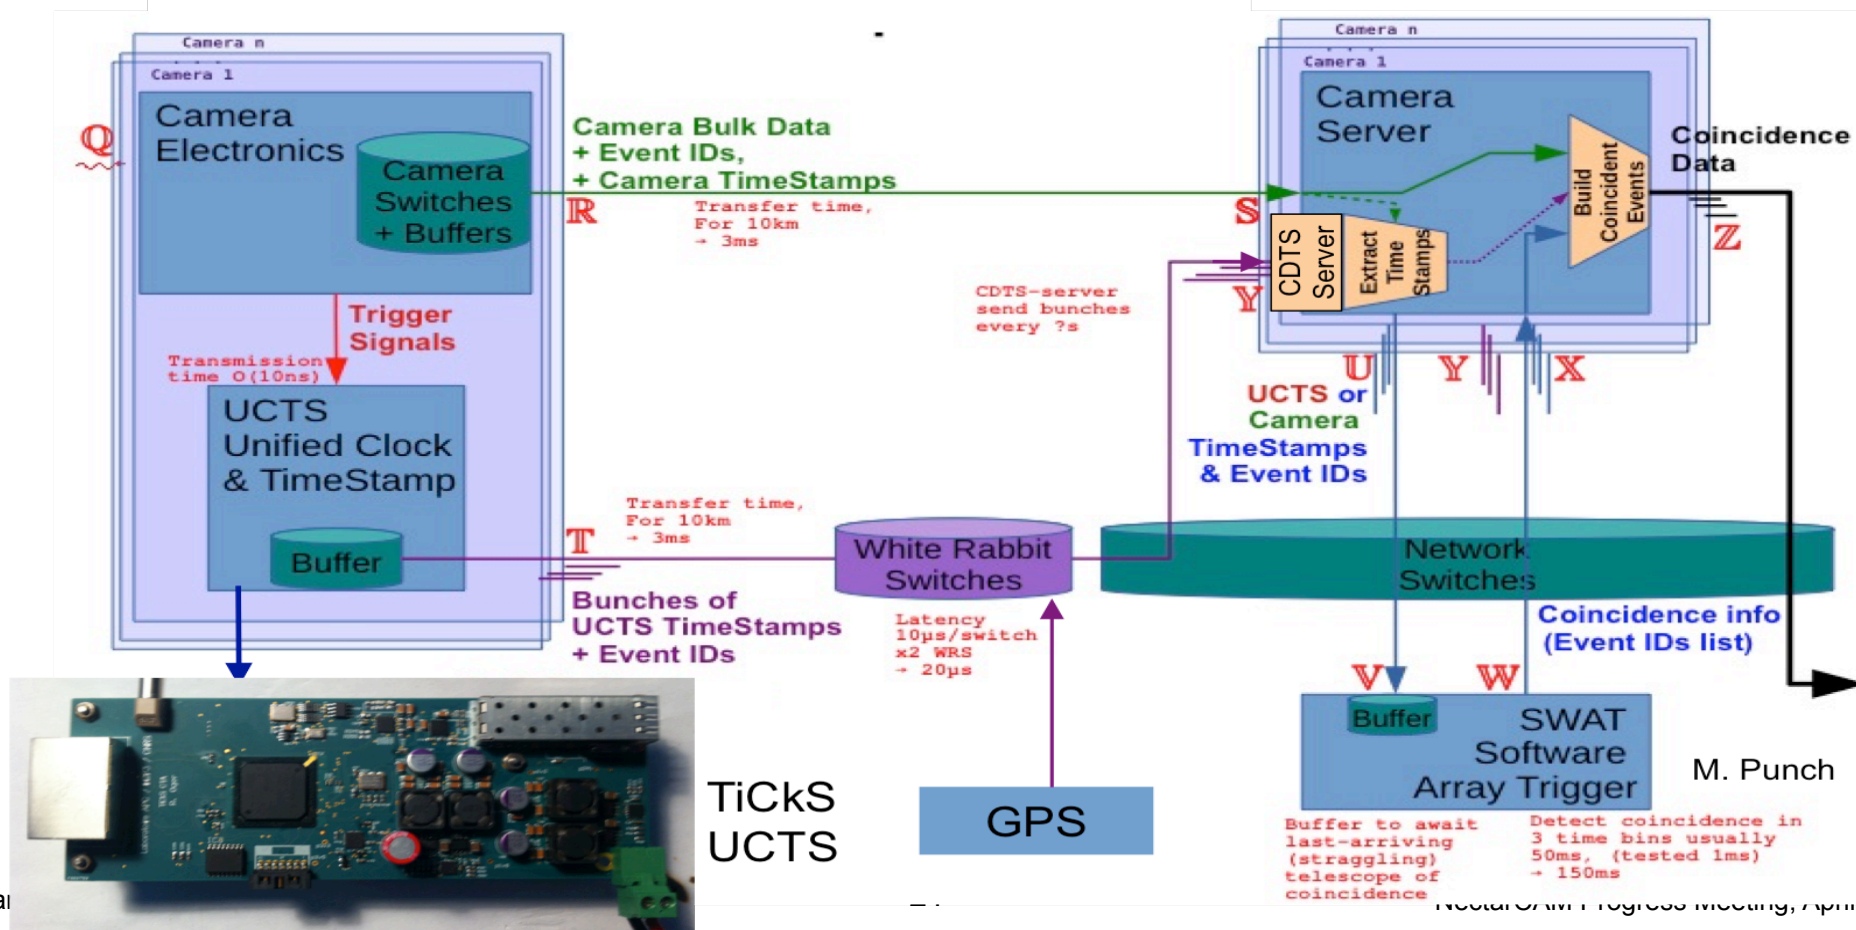 Camera n
Camera 1
Camera
Electronics
Camera
Switches
+ Buffers
Q
Camera Bulk Data
+ Event IDs,
+ Camera TimeStamps
R
Transfer time,
For 10km
→ 3ms
Trigger
Signals
Transmission
time O(10ns)
UCTS
Unified Clock
& TimeStamp
Buffer
T
Transfer time,
For 10km
→ 3ms
Bunches of
UCTS TimeStamps
+ Event IDs
White Rabbit
Switches
Latency
10µs/switch
x2 WRS
→ 20µs
GPS
TiCkS
UCTS
Camera n
Camera 1
Camera
Server
S
CDTS
Server
Extract
Time
Stamps
Build
Coincident
Events
Coincidence
Data
Z
Y
CDTS-server
send bunches
every ?s
U
Y
X
UCTS or
Camera
TimeStamps
& Event IDs
Network
Switches
Coincidence info
(Event IDs list)
V
W
Buffer
SWAT
Software
Array Trigger
M. Punch
Buffer to await
last-arriving
(straggling)
telescope of
coincidence
Detect coincidence in
3 time bins usually
50ms, (tested 1ms)
→ 150ms
NectarCAM Progress Meeting, April